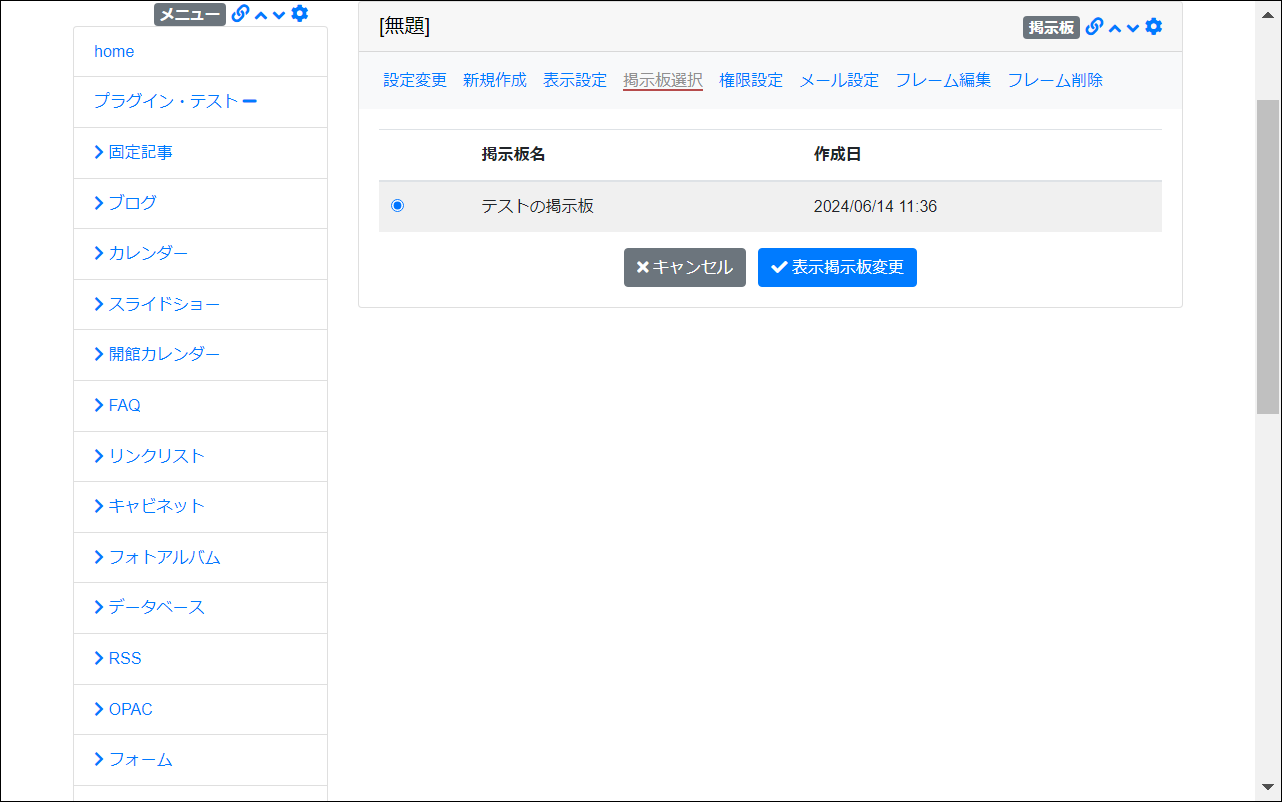 メニュー
home
プラグイン・テスト
固定記事
ブログ
カレンダー
スライドショー
開館カレンダー
FAQ
リンクリスト
キャビネット
フォトアルバム
データベース
RSS
OPAC
フォーム
[無題] 掲示板
設定変更 新規作成 表示設定 掲示板選択 権限設定 メール設定 フレーム編集 フレーム削除
掲示板名 作成日
テストの掲示板 2024/06/14 11:36
キャンセル 表示掲示板変更